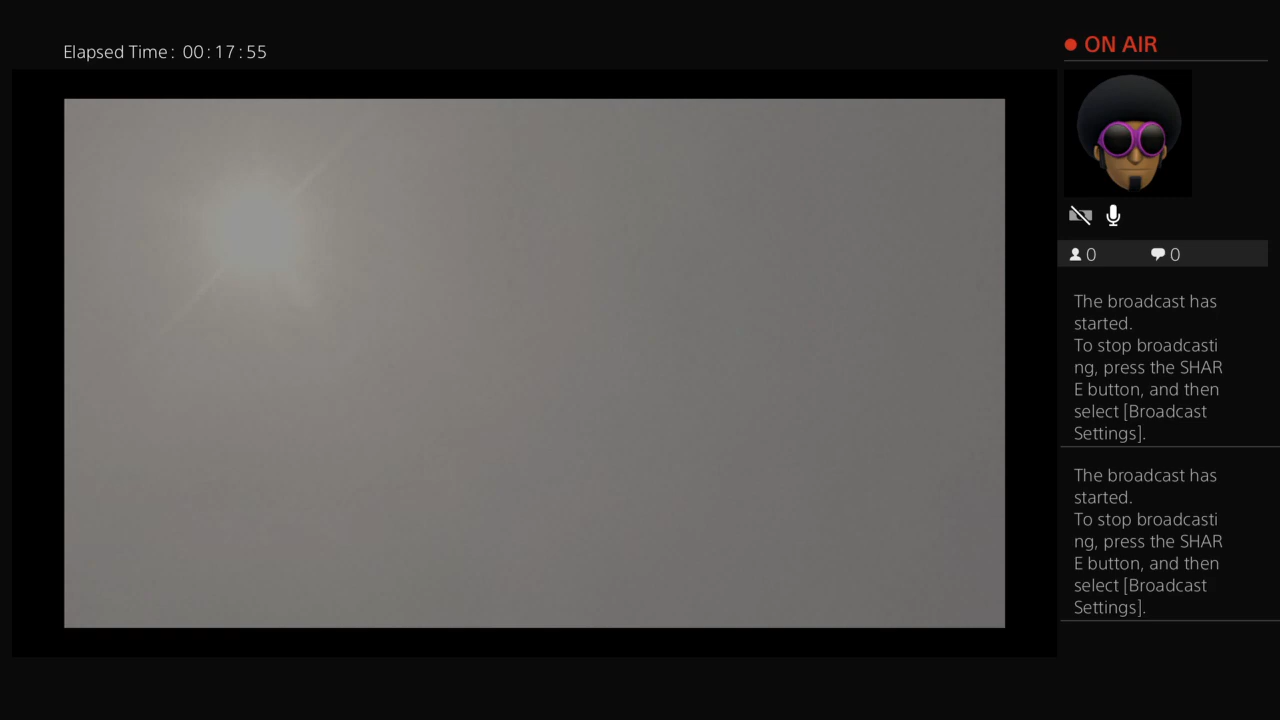 Elapsed Time: 00:17:55
ON AIR
0 0
The broadcast has
started.
To stop broadcasti
ng, press the SHAR
E button, and then
select [Broadcast
Settings].
The broadcast has
started.
To stop broadcasti
ng, press the SHAR
E button, and then
select [Broadcast
Settings].